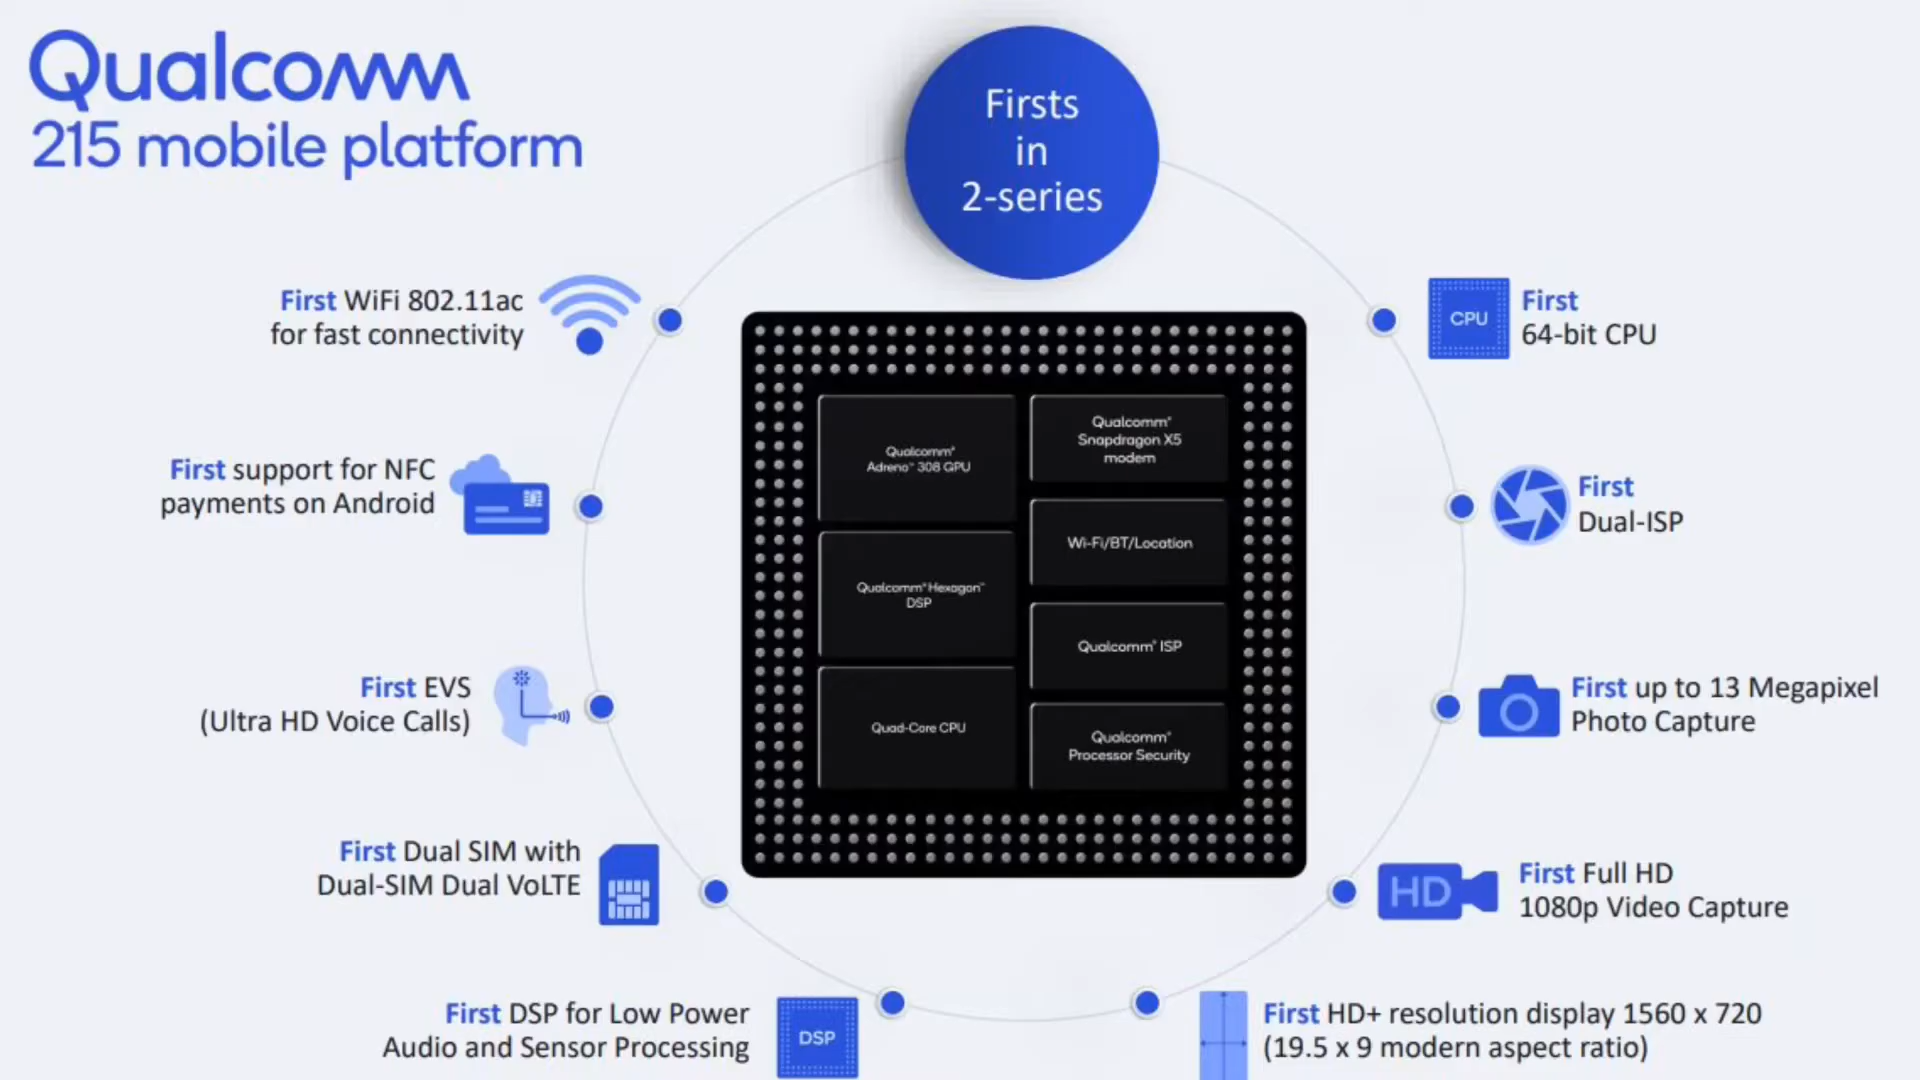 Qualcomm
215 mobile platform
Firsts
in
2-series
First WiFi 802.11ac
for fast connectivity
First support for NFC
payments on Android
First EVS
(Ultra HD Voice Calls)
First Dual SIM with
Dual-SIM Dual VoLTE
First DSP for Low Power
Audio and Sensor Processing
DSP
Qualcomm®
Adreno™ 308 GPU
Qualcomm® Hexagon™
DSP
Quad-Core CPU
Qualcomm®
Snapdragon X5
modem
Wi-Fi/BT/Location
Qualcomm® ISP
Qualcomm®
Processor Security
CPU
First
64-bit CPU
First
Dual-ISP
First up to 13 Megapixel
Photo Capture
HD
First Full HD
1080p Video Capture
First HD+ resolution display 1560 x 720
(19.5 x 9 modern aspect ratio)